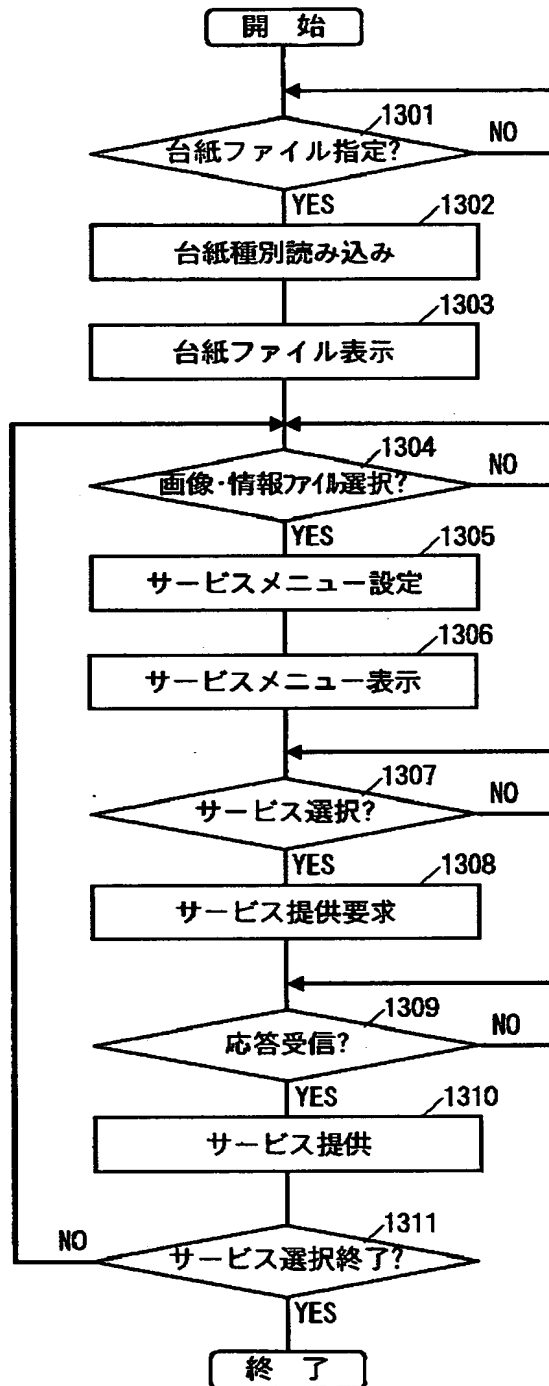 開 始
1301
台紙ファイル指定?
NO
YES
1302
台紙種別読み込み
1303
台紙ファイル表示
1304
画像・情報ファイル選択?
NO
YES
1305
サービスメニュー設定
1306
サービスメニュー表示
1307
サービス選択?
NO
YES
1308
サービス提供要求
1309
応答受信?
NO
YES
1310
サービス提供
1311
NO
サービス選択終了?
YES
終 了